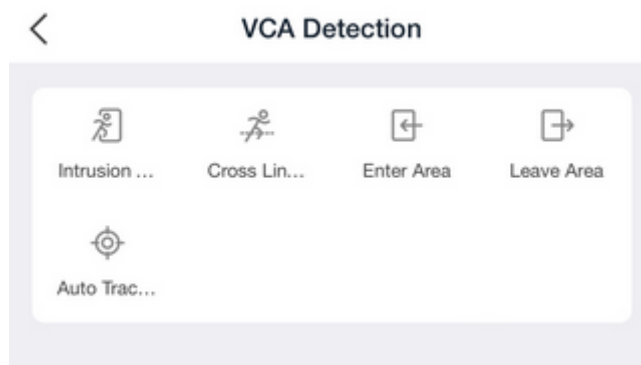 VCA Detection
Intrusion ...
Cross Lin...
Enter Area
Leave Area
Auto Trac...